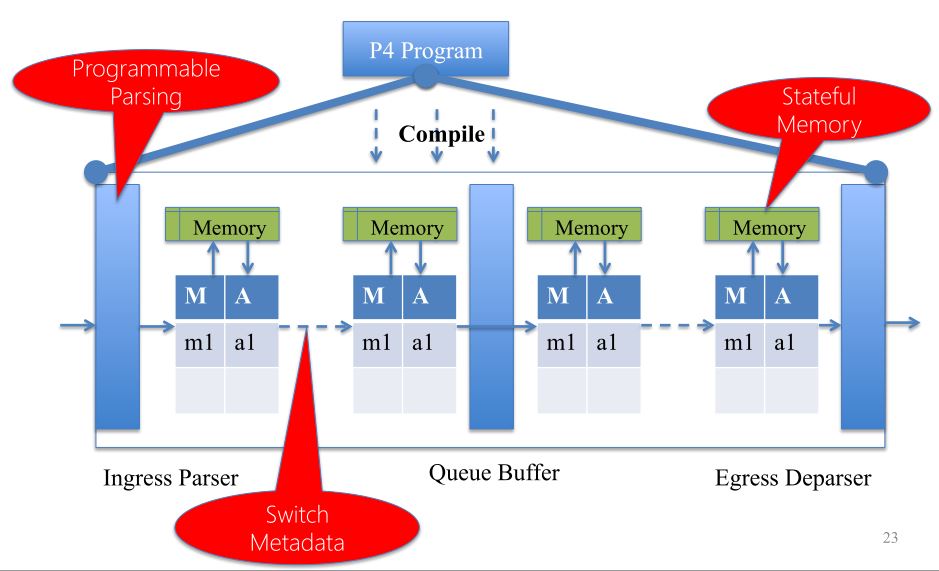 P4 Program
Programmable
Parsing
Stateful
Memory
Compile
Memory
Memory
Memory
Memory
M A
M A
M A
M A
m1 a1
m1 a1
m1 a1
m1 a1
Ingress Parser
Queue Buffer
Egress Deparser
Switch
Metadata
23